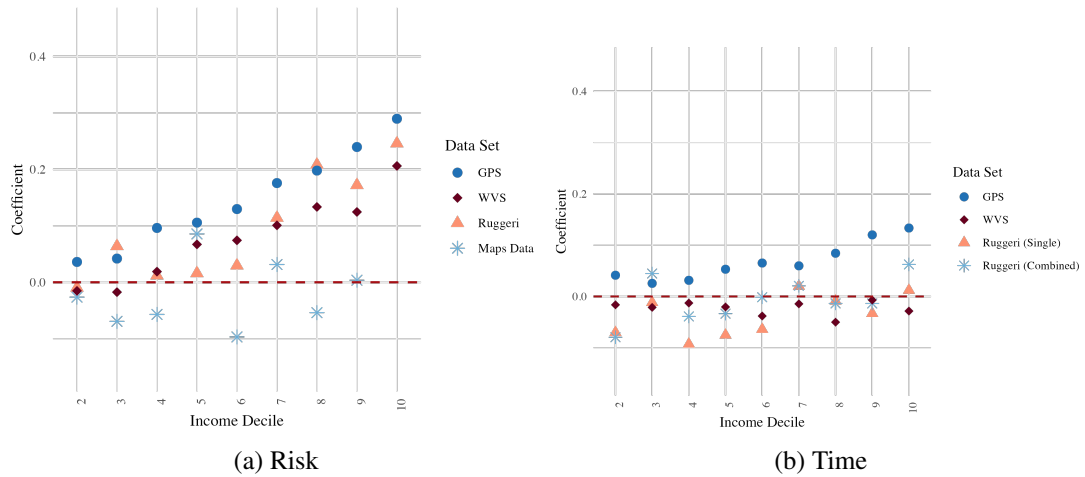 0.4
0.2
0.0
Coefficient
2
3
4
5
6
7
8
9
10
Income Decile
Data Set
GPS
WVS
Ruggeri
Maps Data
(a) Risk
0.4
0.2
0.0
Coefficient
2
3
4
5
6
7
8
9
10
Income Decile
Data Set
GPS
WVS
Ruggeri (Single)
Ruggeri (Combined)
(b) Time